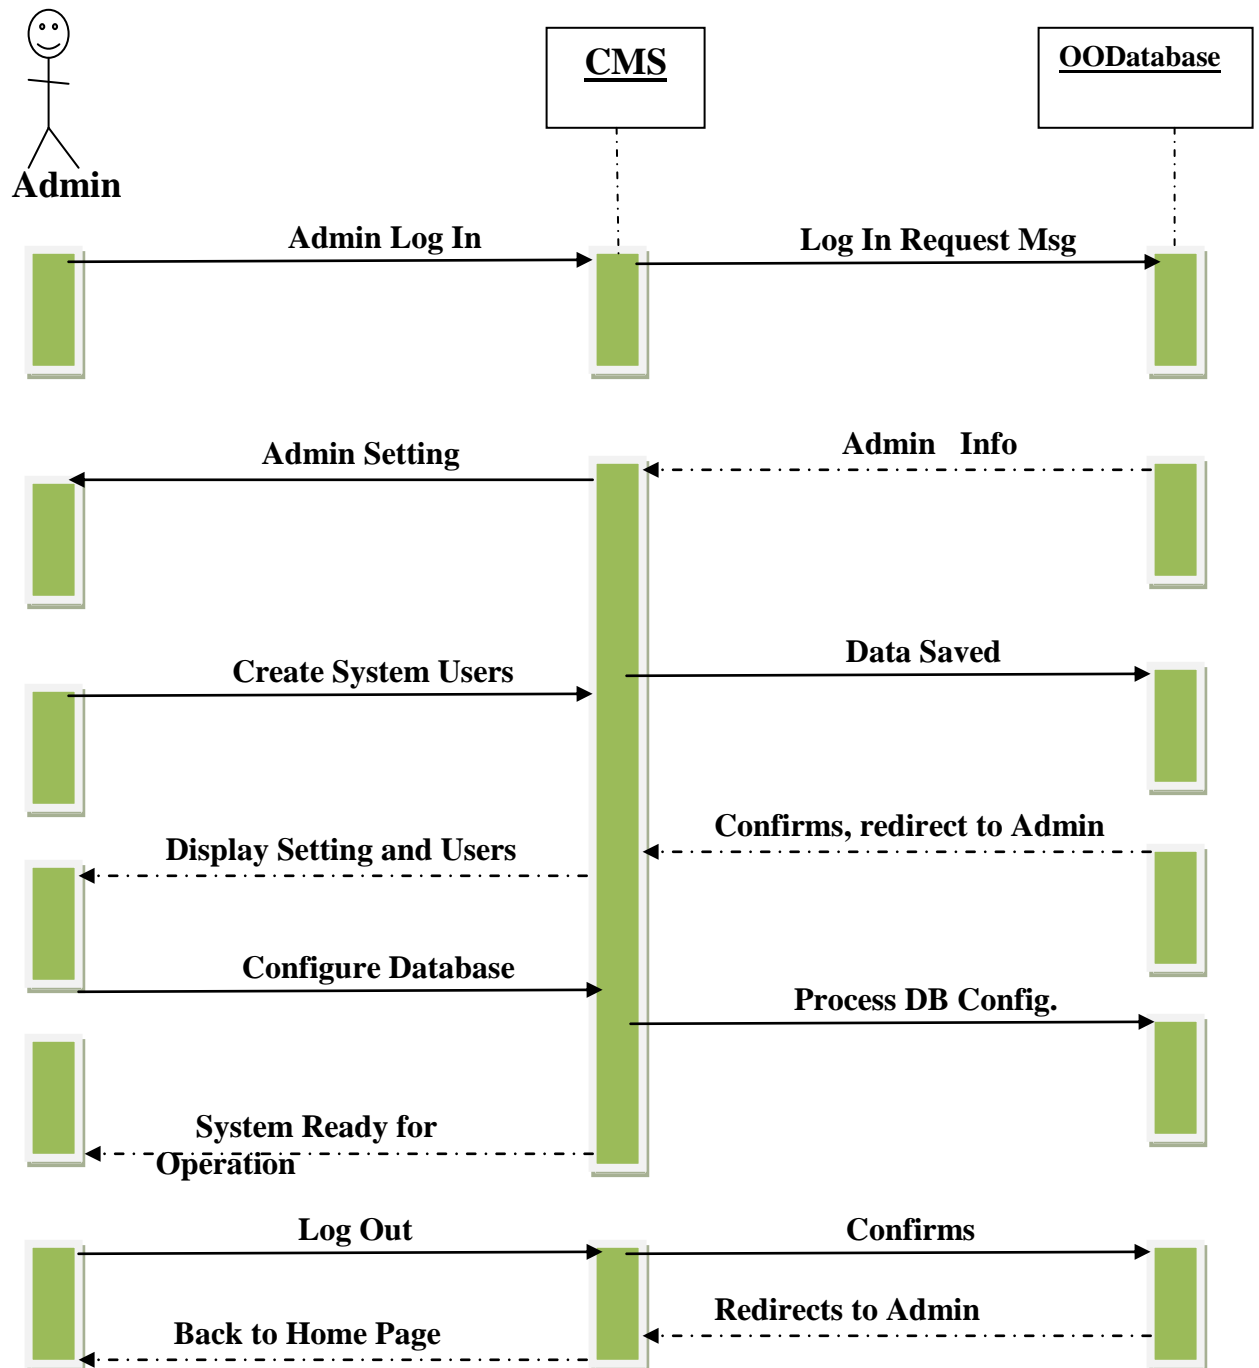 CMS
OODatabase
Admin
Admin Log In
Log In Request Msg
Admin Info
Admin Setting
Data Saved
Create System Users
Confirms, redirect to Admin
Display Setting and Users
Configure Database
Process DB Config.
System Ready for
Operation
Log Out
Confirms
Redirects to Admin
Back to Home Page